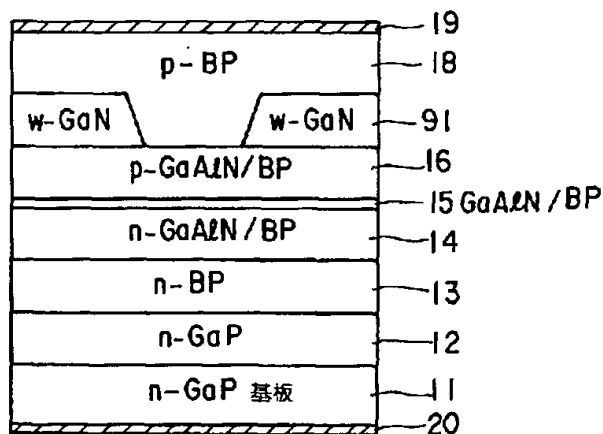 19
p-BP 18
w-GaN w-GaN 91
p-GaAlN/BP 16
15 GaAlN/BP
n-GaAlN/BP 14
n-BP 13
n-GaP 12
n-GaP 基板 11
20